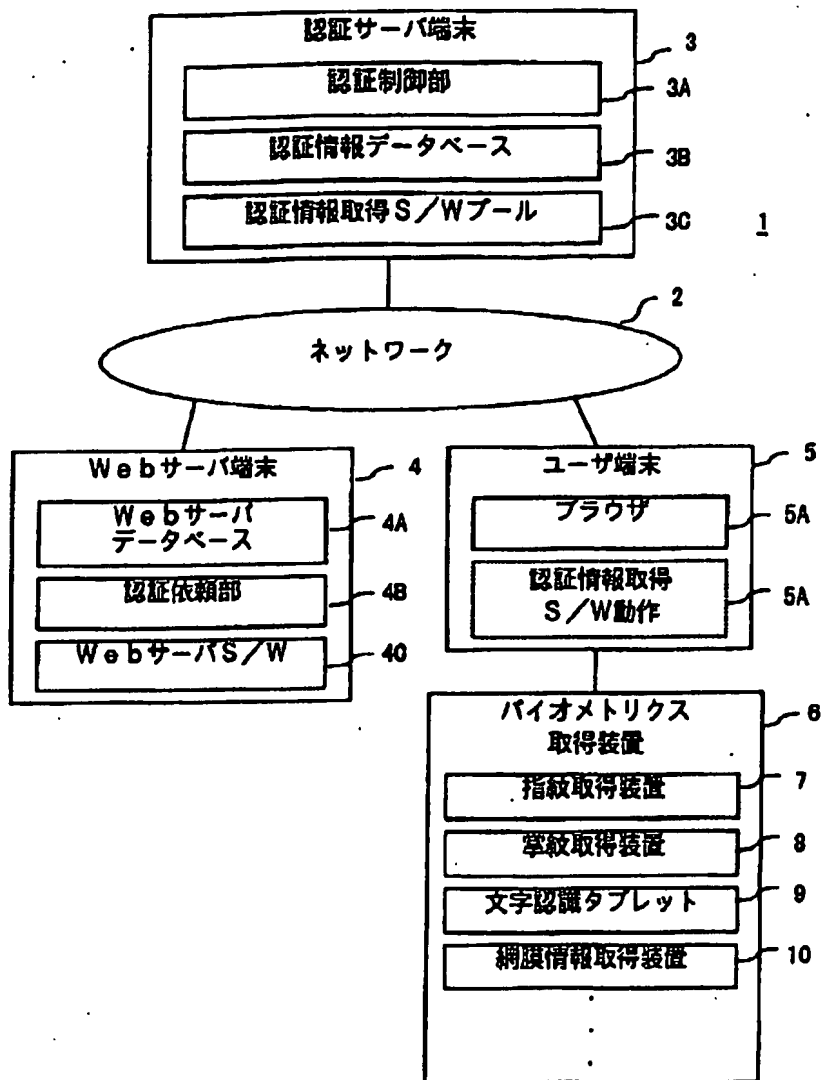 認証サーバ端末
3
認証制御部
3A
認証情報データベース
3B
認証情報取得S/Wプール
3C
1
2
ネットワーク
Webサーバ端末
4
Webサーバ
データベース
4A
認証依頼部
4B
WebサーバS/W
4C
ユーザ端末
5
ブラウザ
5A
認証情報取得
S/W動作
5A
バイオメトリクス
取得装置
6
指紋取得装置
7
掌紋取得装置
8
文字認識タブレット
9
網膜情報取得装置
10